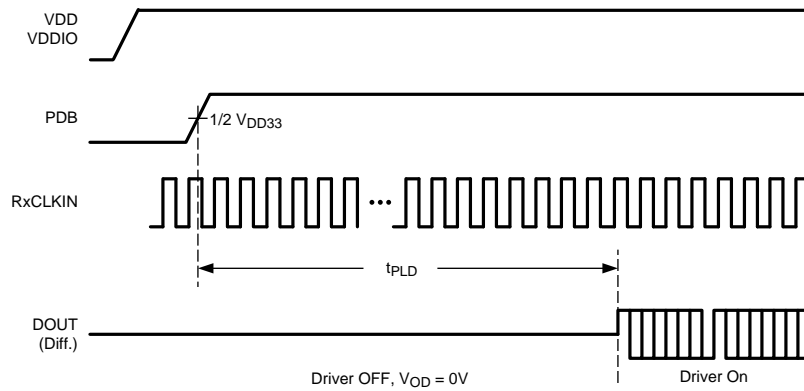 VDD
VDDIO
PDB
1/2 VDD33
RxCLKIN
•••
tPLD
DOUT
(Diff.)
Driver OFF, VOD = 0V
Driver On